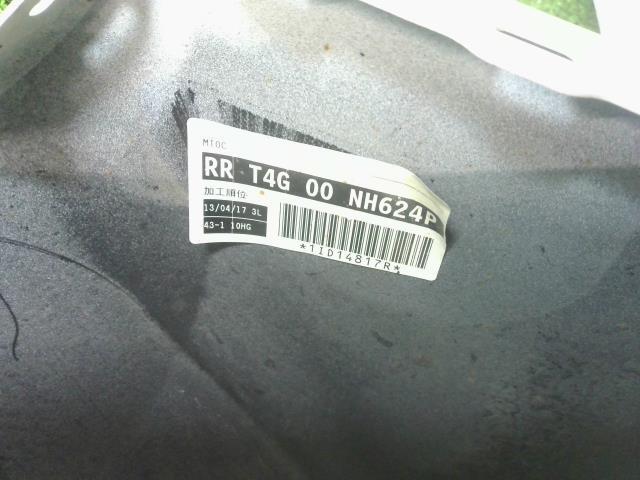 MTOC
RR T4G 00 NH624P
加工順位
13/04/17 3L
43-1 10HG
*1ID14817R*